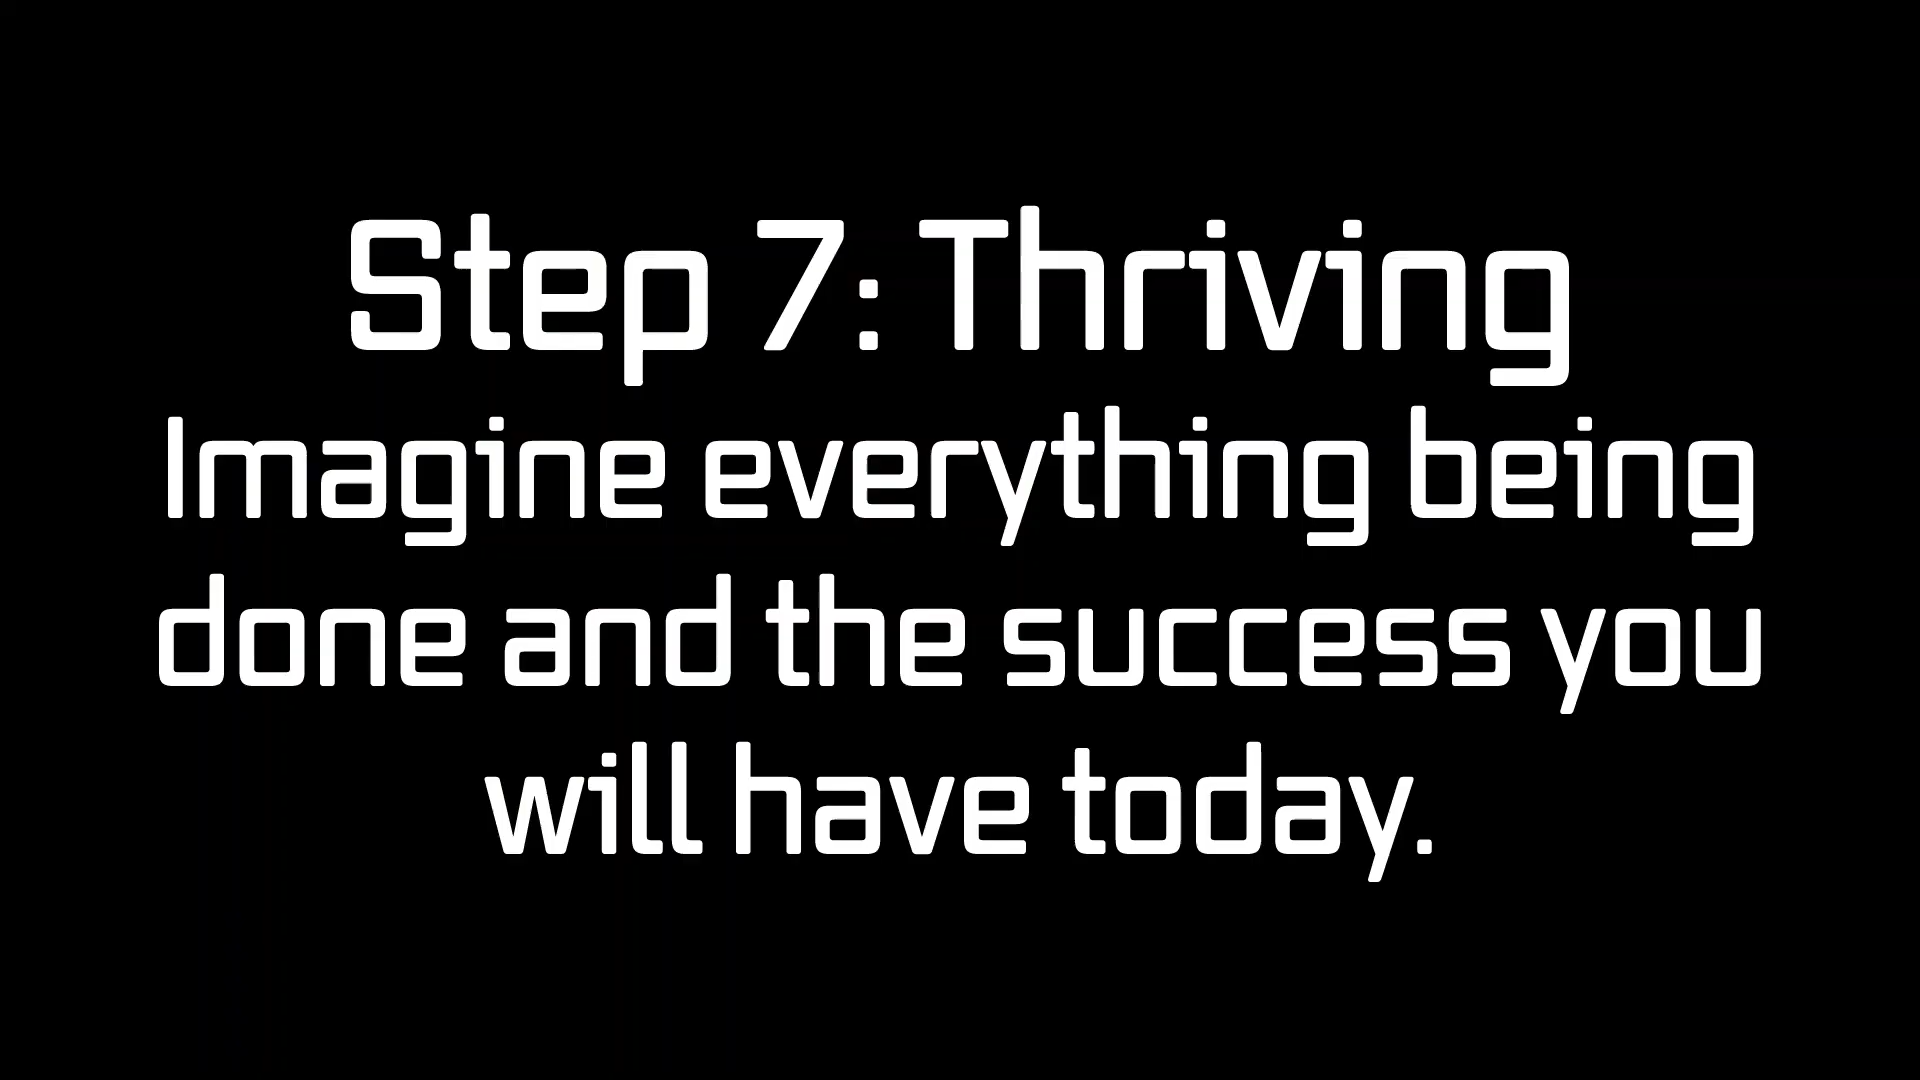 Step 7: Thriving
Imagine everything being
done and the success you
will have today.